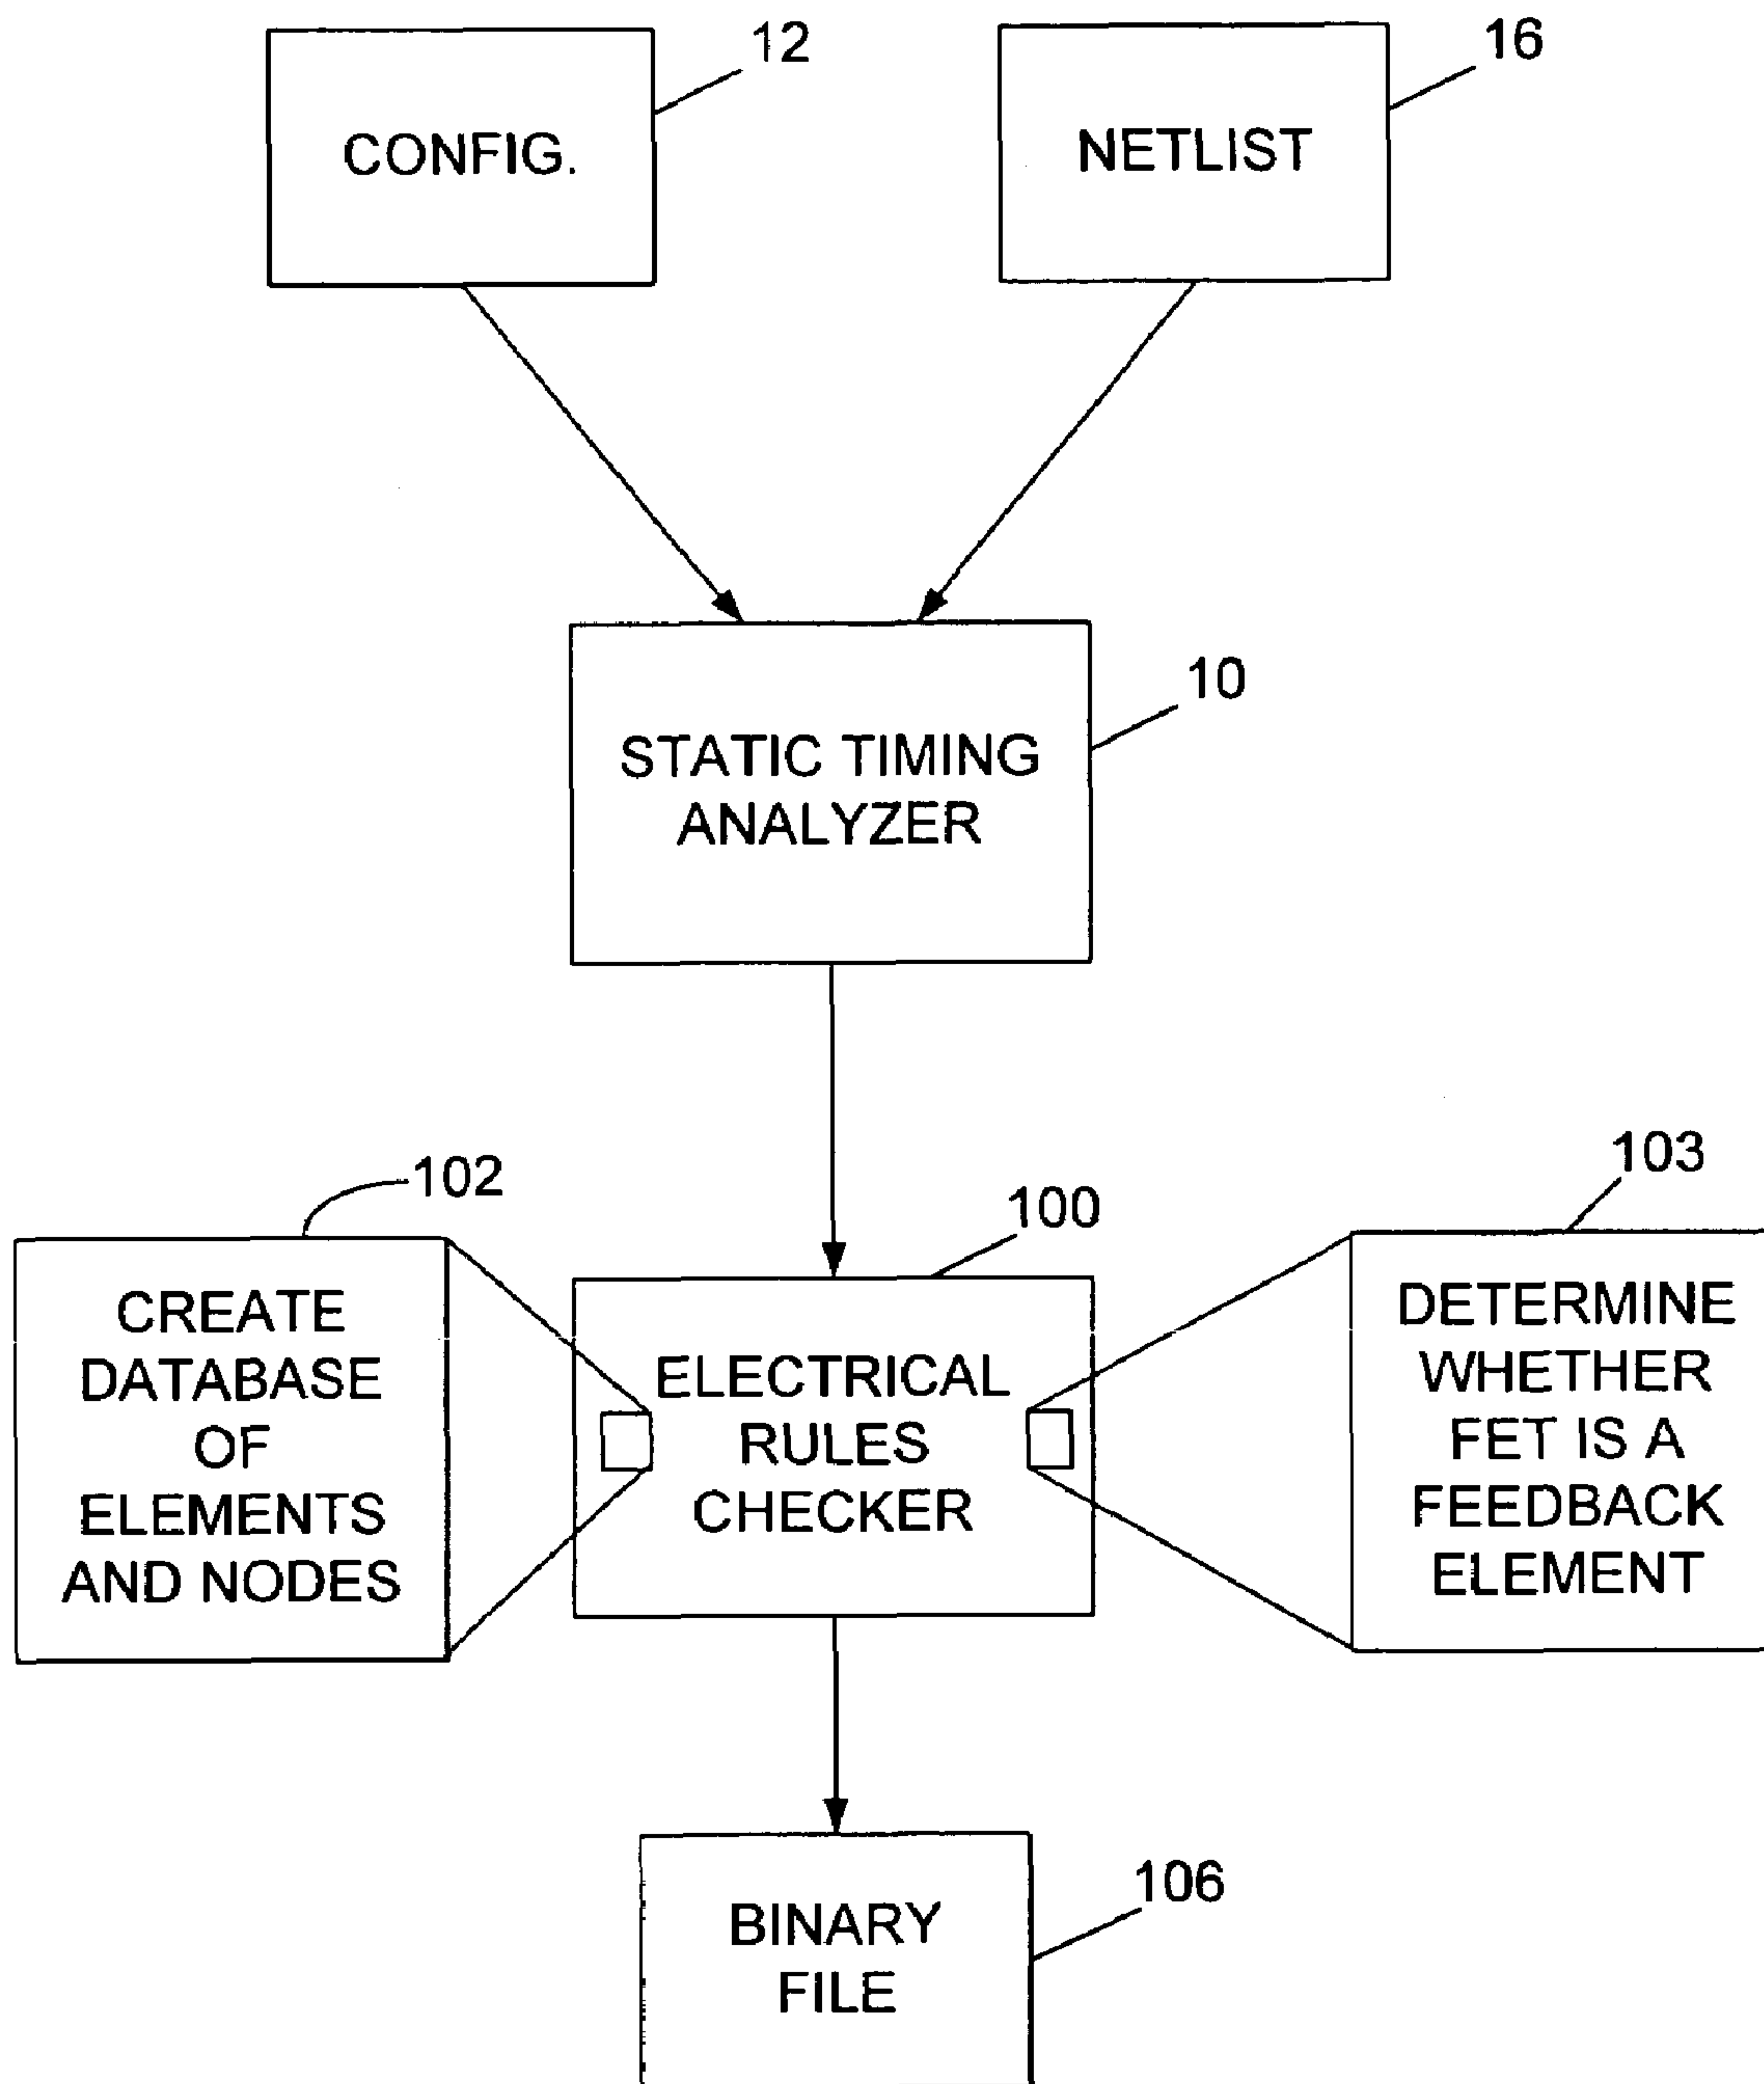 12
16
CONFIG.
NETLIST
10
STATIC TIMING
ANALYZER
102
100
103
CREATE
DATABASE
OF
ELEMENTS
AND NODES
ELECTRICAL
RULES
CHECKER
DETERMINE
WHETHER
FET IS A
FEEDBACK
ELEMENT
106
BINARY
FILE